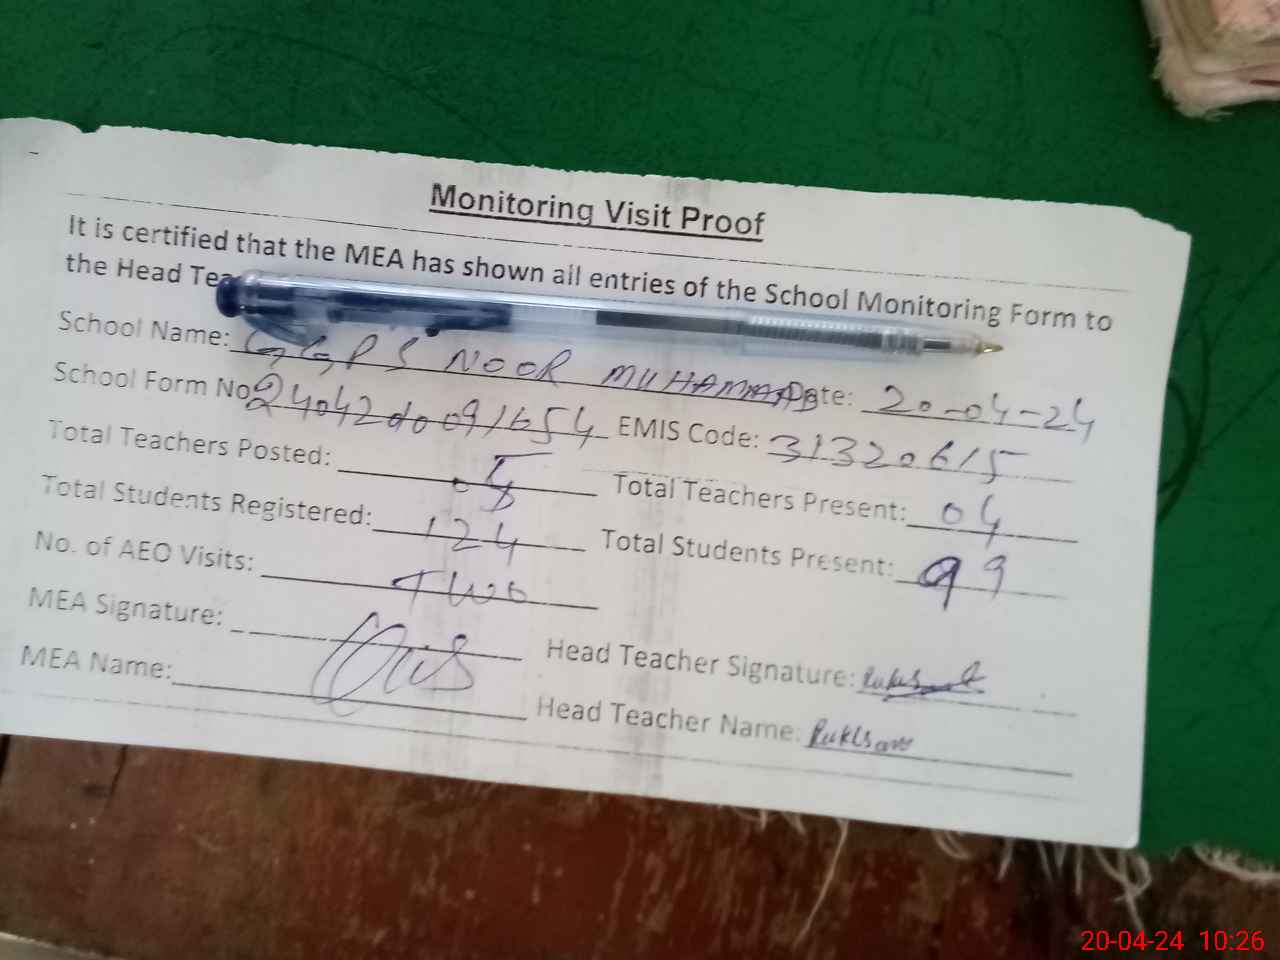 Monitoring Visit Proof
It is certified that the MEA has shown all entries of the School Monitoring Form to
the Head Tea
School Name: GGPS NOOR MUHAMMAD Date: 20-04-24
School Form No 24042000091654 EMIS Code: 31320615
Total Teachers Posted: Total Teachers Present: 04
Total Students Registered: 124 Total Students Present: 99
No. of AEO Visits: Two
MEA Signature: Head Teacher Signature:
MEA Name: Head Teacher Name:
20-04-24 10:26